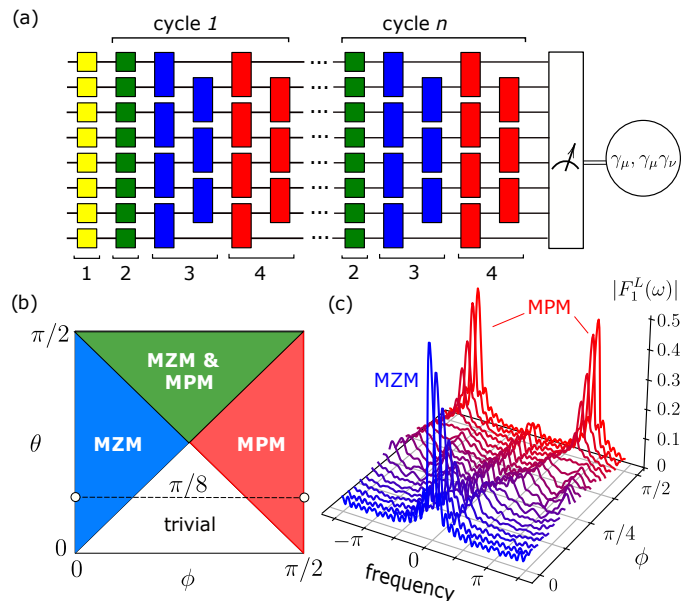 (a)
cycle 1
cycle n
...
...
γμ, γμγν
1
2
3
4
2
3
4
(b)
π/2
θ
0
MZM &
MPM
MZM
MPM
π/8
trivial
0
ϕ
π/2
(c)
|F₁ᴸ(ω)|
MPM
MZM
0.5
0.4
0.3
0.2
0.1
0
π/2
π/4
ϕ
0
−π
0
π
frequency